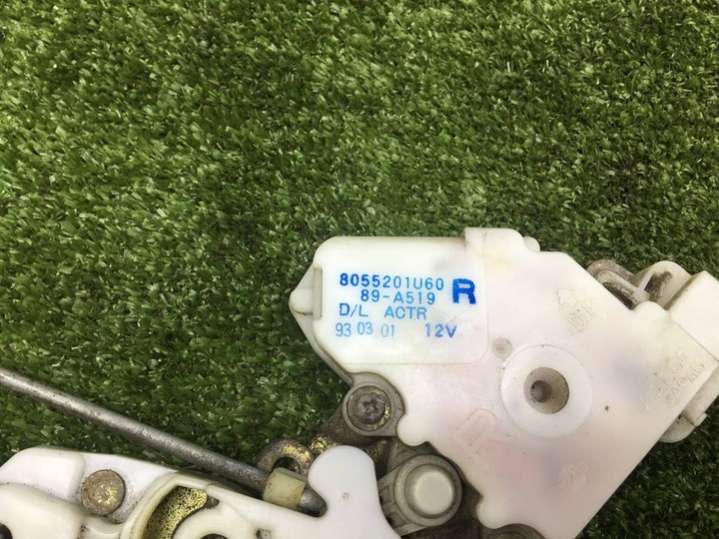 8055201U60
89-A519 R
D/L ACTR
93 03 01 12V